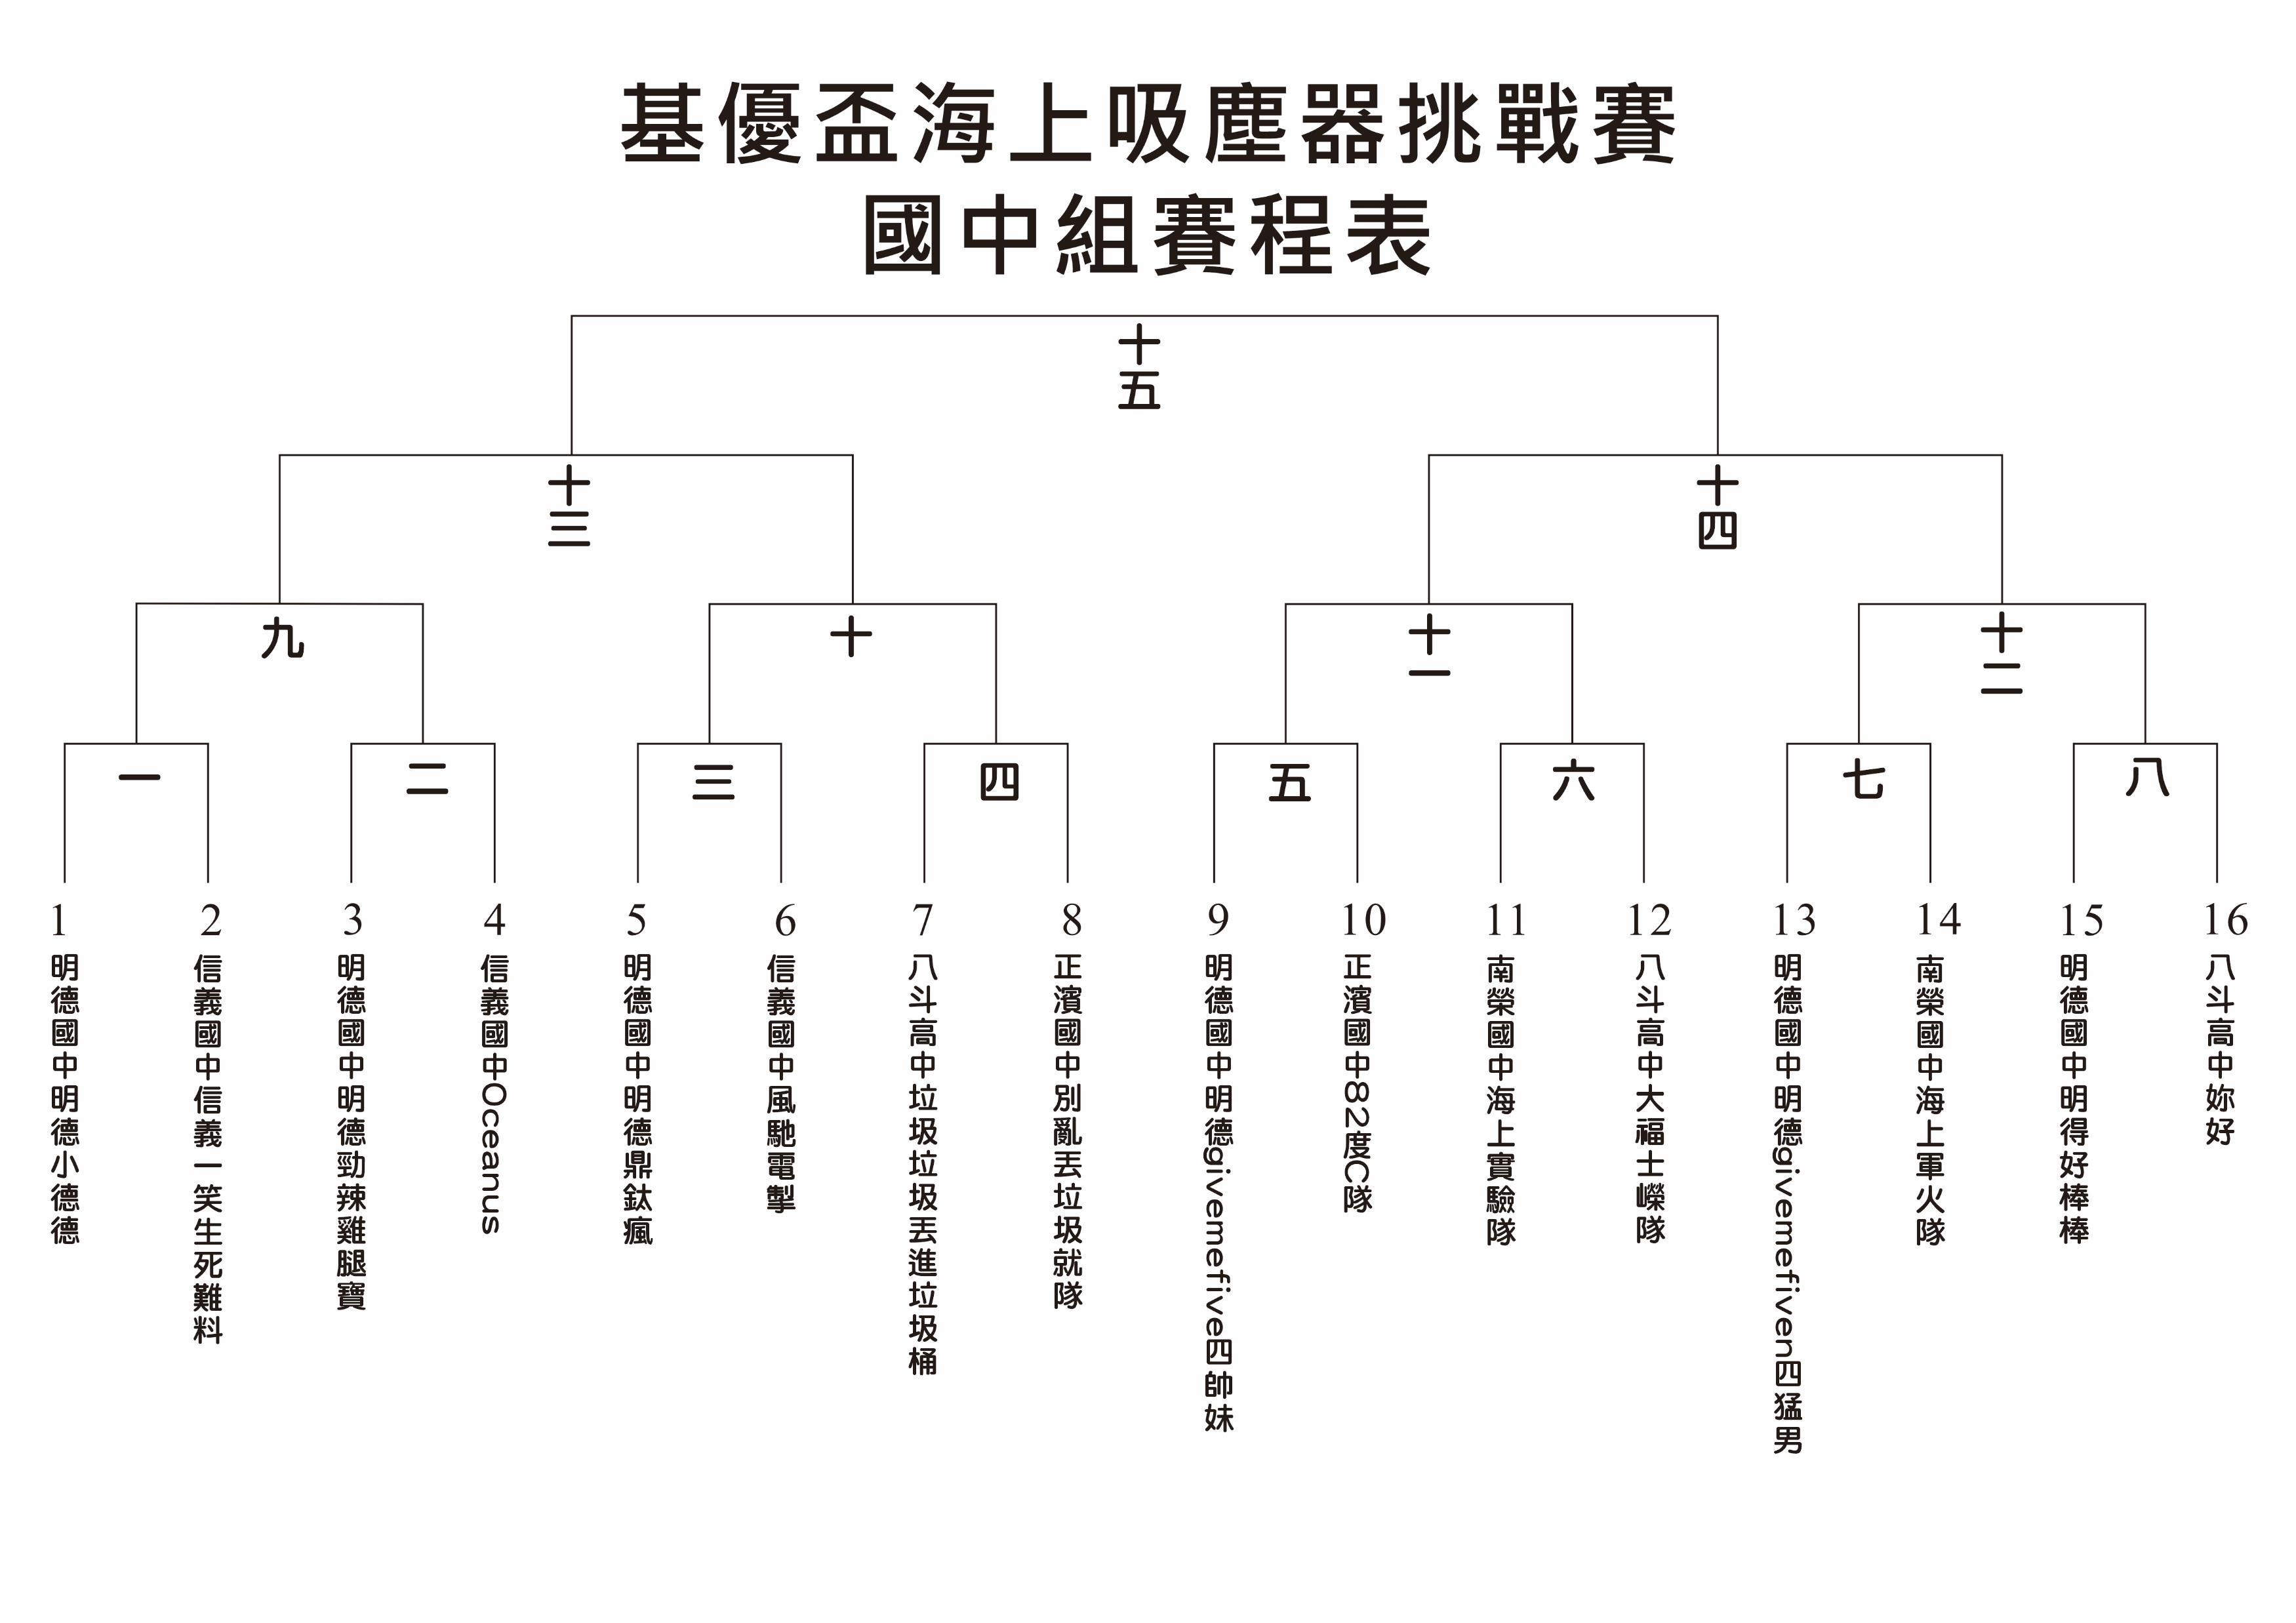 基優盃海上吸塵器挑戰賽
國中組賽程表
十五
十三
十四
九
十
十一
十二
一
二
三
四
五
六
七
八
1
2
3
4
5
6
7
8
9
10
11
12
13
14
15
16
明德國中明德小德德
信義國中信義一笑生死難料
明德國中明德勁辣雞腿寶
信義國中Oceanus
明德國中明德鼎鈦瘋
信義國中風馳電掣
八斗高中垃圾垃圾丟進垃圾桶
正濱國中別亂丟垃圾就隊
明德國中明德givemefive四帥妹
正濱國中82度C隊
南榮國中海上實驗隊
八斗高中大福士嶸隊
明德國中明德givemefiven四猛男
南榮國中海上軍火隊
明德國中明得好棒棒
八斗高中妳好